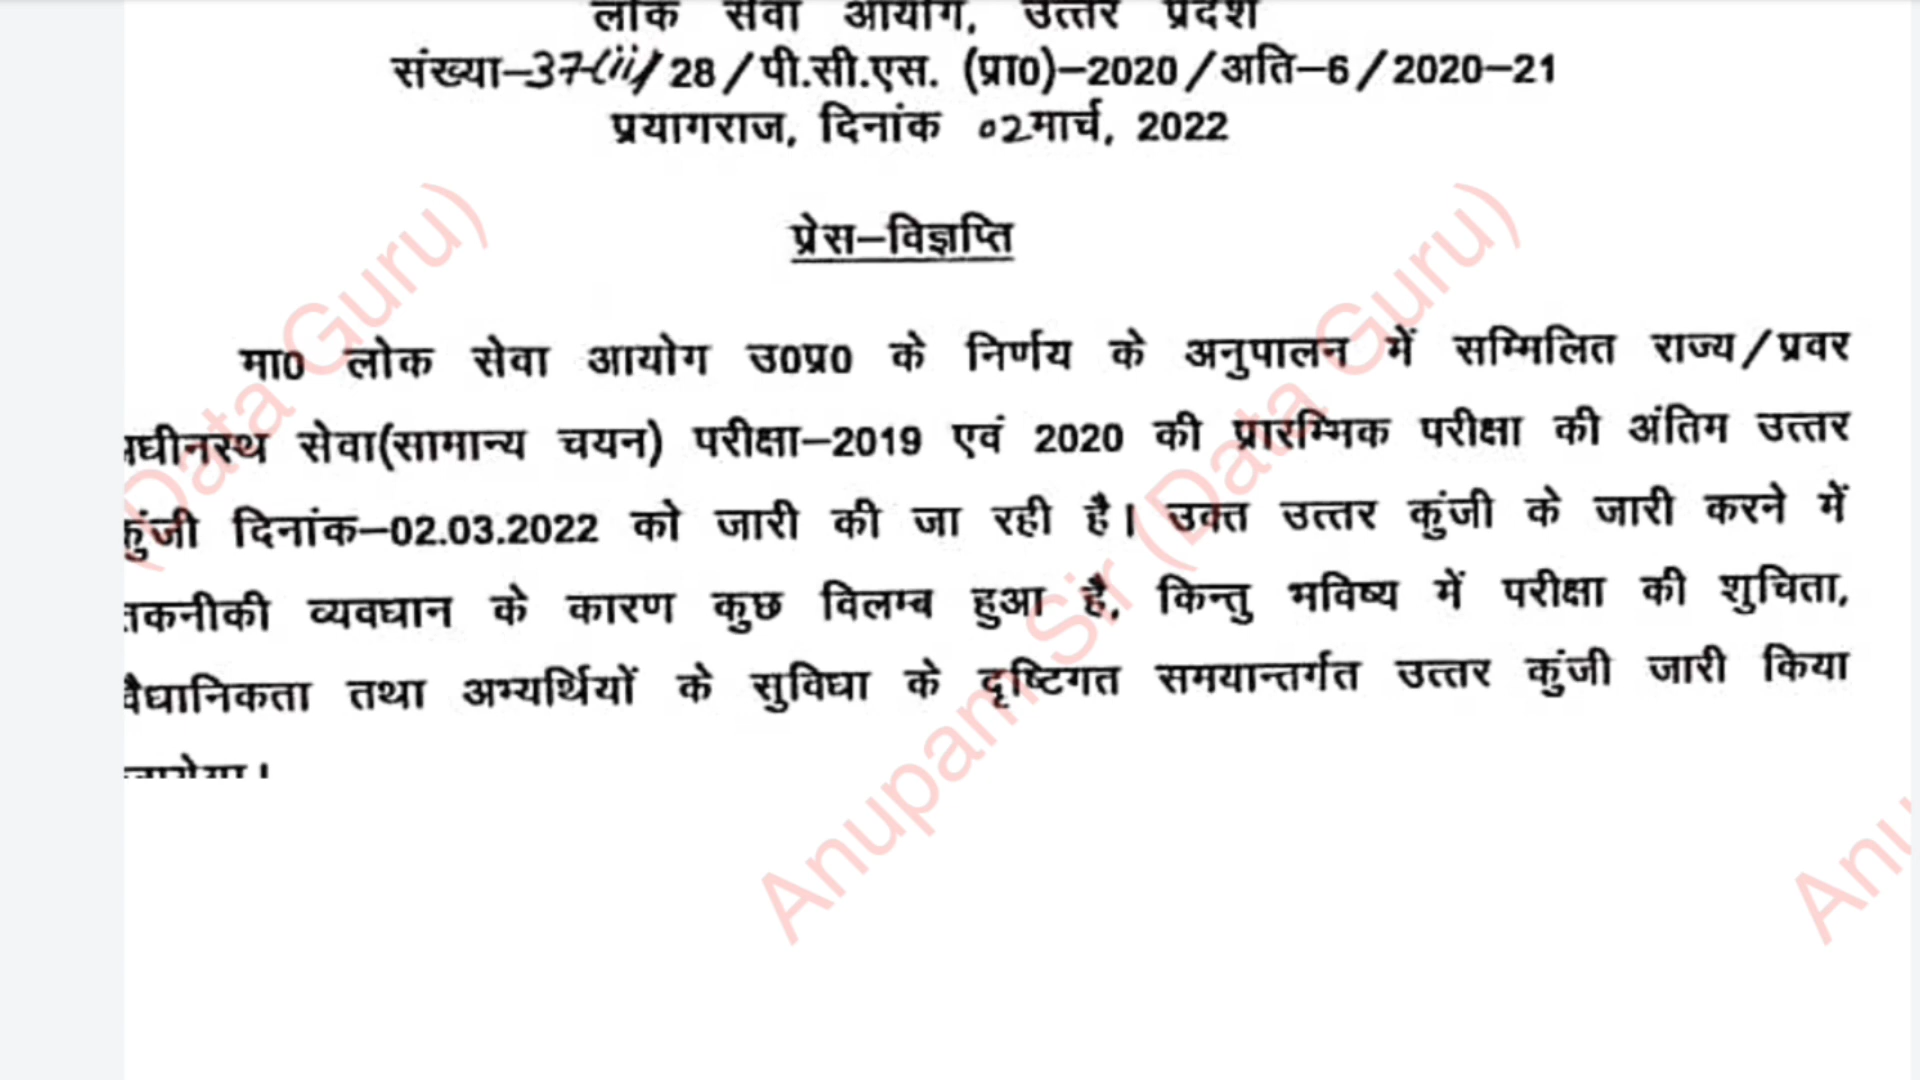 लोक सेवा आयोग, उत्तर प्रदेश
संख्या-37(ii)/28/पी.सी.एस. (प्रा0)-2020/अति-6/2020-21
प्रयागराज, दिनांक 02मार्च, 2022
प्रेस-विज्ञप्ति
मा0 लोक सेवा आयोग उ0प्र0 के निर्णय के अनुपालन में सम्मिलित राज्य/प्रवर
अधीनस्थ सेवा(सामान्य चयन) परीक्षा-2019 एवं 2020 की प्रारम्भिक परीक्षा की अंतिम उत्तर
कुंजी दिनांक-02.03.2022 को जारी की जा रही है। उक्त उत्तर कुंजी के जारी करने में
तकनीकी व्यवधान के कारण कुछ विलम्ब हुआ है, किन्तु भविष्य में परीक्षा की शुचिता,
वैधानिकता तथा अभ्यर्थियों के सुविधा के दृष्टिगत समयान्तर्गत उत्तर कुंजी जारी किया
(Data Guru)
Anupam Sir (Data Guru)
Anu